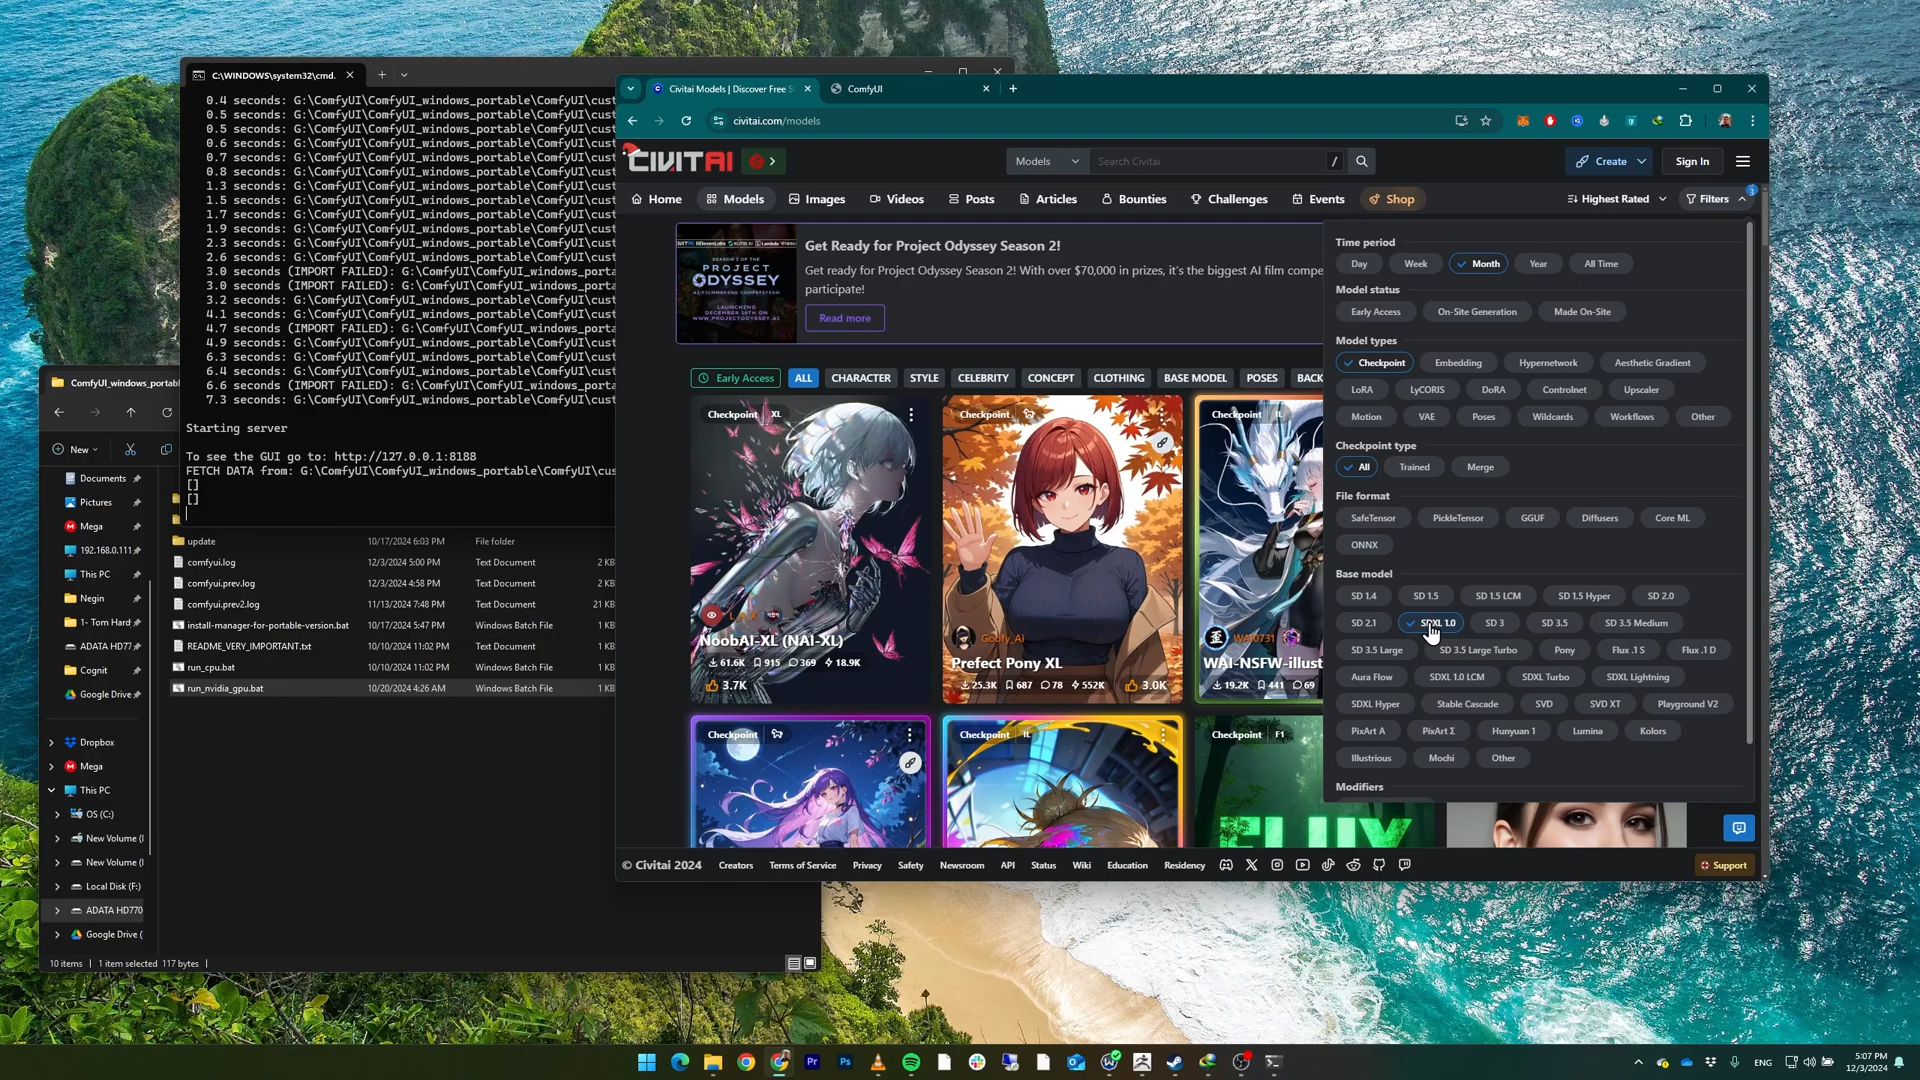 C:\WINDOWS\system32\cmd.
0.4 seconds: G:\ComfyUI\ComfyUI_windows_portable\ComfyUI\cust
0.5 seconds: G:\ComfyUI\ComfyUI_windows_portable\ComfyUI\cust
0.5 seconds: G:\ComfyUI\ComfyUI_windows_portable\ComfyUI\cust
0.6 seconds: G:\ComfyUI\ComfyUI_windows_portable\ComfyUI\cust
0.7 seconds: G:\ComfyUI\ComfyUI_windows_portable\ComfyUI\cust
0.8 seconds: G:\ComfyUI\ComfyUI_windows_portable\ComfyUI\cust
1.3 seconds: G:\ComfyUI\ComfyUI_windows_portable\ComfyUI\cust
1.5 seconds: G:\ComfyUI\ComfyUI_windows_portable\ComfyUI\cust
1.7 seconds: G:\ComfyUI\ComfyUI_windows_portable\ComfyUI\cust
1.9 seconds: G:\ComfyUI\ComfyUI_windows_portable\ComfyUI\cust
2.3 seconds: G:\ComfyUI\ComfyUI_windows_portable\ComfyUI\cust
2.6 seconds: G:\ComfyUI\ComfyUI_windows_portable\ComfyUI\cust
3.0 seconds (IMPORT FAILED): G:\ComfyUI\ComfyUI_windows_porta
3.0 seconds (IMPORT FAILED): G:\ComfyUI\ComfyUI_windows_porta
3.2 seconds: G:\ComfyUI\ComfyUI_windows_portable\ComfyUI\cust
4.1 seconds: G:\ComfyUI\ComfyUI_windows_portable\ComfyUI\cust
4.7 seconds (IMPORT FAILED): G:\ComfyUI\ComfyUI_windows_porta
4.9 seconds: G:\ComfyUI\ComfyUI_windows_portable\ComfyUI\cust
6.3 seconds: G:\ComfyUI\ComfyUI_windows_portable\ComfyUI\cust
6.4 seconds: G:\ComfyUI\ComfyUI_windows_portable\ComfyUI\cust
6.6 seconds (IMPORT FAILED): G:\ComfyUI\ComfyUI_windows_porta
7.3 seconds: G:\ComfyUI\ComfyUI_windows_portable\ComfyUI\cust
Starting server
To see the GUI go to: http://127.0.0.1:8188
FETCH DATA from: G:\ComfyUI\ComfyUI_windows_portable\ComfyUI\cus
[]
[]
ComfyUI_windows_portabl
New
Documents
Pictures
Mega
192.168.0.111
This PC
Negin
1- Tom Hard
ADATA HD77
Cognit
Google Drive
Dropbox
Mega
This PC
OS (C:)
New Volume (
New Volume (
Local Disk (F:)
ADATA HD770
Google Drive (
update 10/17/2024 6:03 PM File folder
comfyui.log 12/3/2024 5:00 PM Text Document 2 KB
comfyui.prev.log 12/3/2024 4:58 PM Text Document 2 KB
comfyui.prev2.log 11/13/2024 7:48 PM Text Document 21 KB
install-manager-for-portable-version.bat 10/17/2024 5:47 PM Windows Batch File 1 KB
README_VERY_IMPORTANT.txt 10/10/2024 11:02 PM Text Document 1 KB
run_cpu.bat 10/10/2024 11:02 PM Windows Batch File 1 KB
run_nvidia_gpu.bat 10/20/2024 4:26 AM Windows Batch File 1 KB
10 items 1 item selected 117 bytes
Civitai Models | Discover Free S
ComfyUI
civitai.com/models
CIVITAI
Models
Search Civitai
/
Create
Sign In
Home Models Images Videos Posts Articles Bounties Challenges Events Shop
Highest Rated
Filters
3
PROJECT
ODYSSEY
AI FILMMAKING COMPETITION
LAUNCHING
DECEMBER 16TH ON
WWW.PROJECTODYSSEY.AI
Get Ready for Project Odyssey Season 2!
Get ready for Project Odyssey Season 2! With over $70,000 in prizes, it's the biggest AI film compe
participate!
Read more
Early Access ALL CHARACTER STYLE CELEBRITY CONCEPT CLOTHING BASE MODEL POSES BACK
Checkpoint XL
NoobAI-XL (NAI-XL)
61.6K 915 369 18.9K
3.7K
Checkpoint
Goofy_Ai
Prefect Pony XL
25.3K 687 78 552K
3.0K
Checkpoint IL
WAI0731
WAI-NSFW-illust
19.2K 441 69
Checkpoint
Checkpoint IL
Checkpoint F1
FLUX
Time period
Day Week Month Year All Time
Model status
Early Access On-Site Generation Made On-Site
Model types
Checkpoint Embedding Hypernetwork Aesthetic Gradient
LoRA LyCORIS DoRA Controlnet Upscaler
Motion VAE Poses Wildcards Workflows Other
Checkpoint type
All Trained Merge
File format
SafeTensor PickleTensor GGUF Diffusers Core ML
ONNX
Base model
SD 1.4 SD 1.5 SD 1.5 LCM SD 1.5 Hyper SD 2.0
SD 2.1 SDXL 1.0 SD 3 SD 3.5 SD 3.5 Medium
SD 3.5 Large SD 3.5 Large Turbo Pony Flux .1 S Flux .1 D
Aura Flow SDXL 1.0 LCM SDXL Turbo SDXL Lightning
SDXL Hyper Stable Cascade SVD SVD XT Playground V2
PixArt A PixArt Σ Hunyuan 1 Lumina Kolors
Illustrious Mochi Other
Modifiers
© Civitai 2024 Creators Terms of Service Privacy Safety Newsroom API Status Wiki Education Residency
Support
Pr
Ps
ENG
5:07 PM
12/3/2024